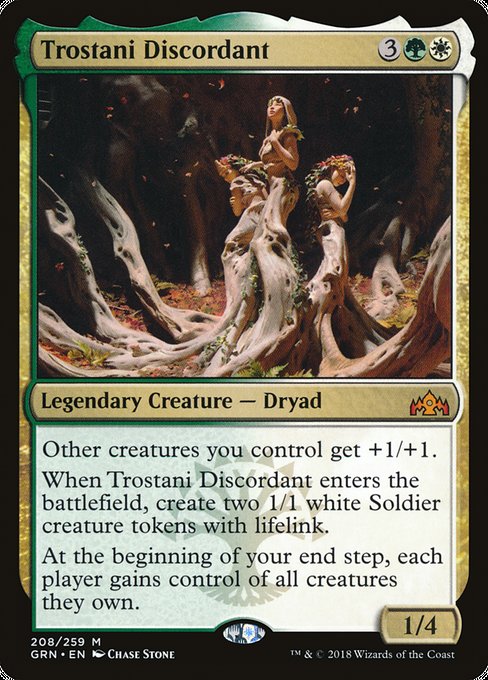 Trostani Discordant 3
Legendary Creature — Dryad
Other creatures you control get +1/+1.
When Trostani Discordant enters the
battlefield, create two 1/1 white Soldier
creature tokens with lifelink.
At the beginning of your end step, each
player gains control of all creatures
they own.
1/4
208/259 M
GRN • EN Chase Stone
™ & © 2018 Wizards of the Coast